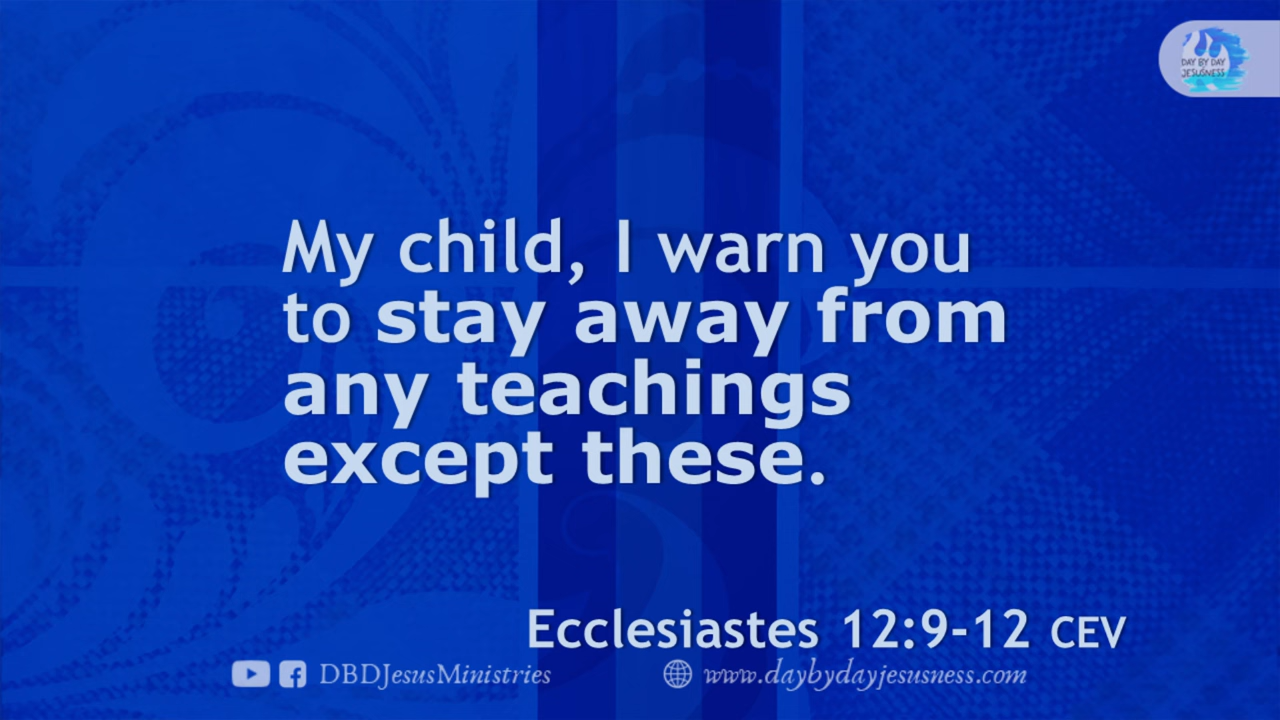 DAY BY DAY
JESUSNESS
My child, I warn you
to stay away from
any teachings
except these.
Ecclesiastes 12:9-12 CEV
DBDJesusMinistries
www.daybydayjesusness.com